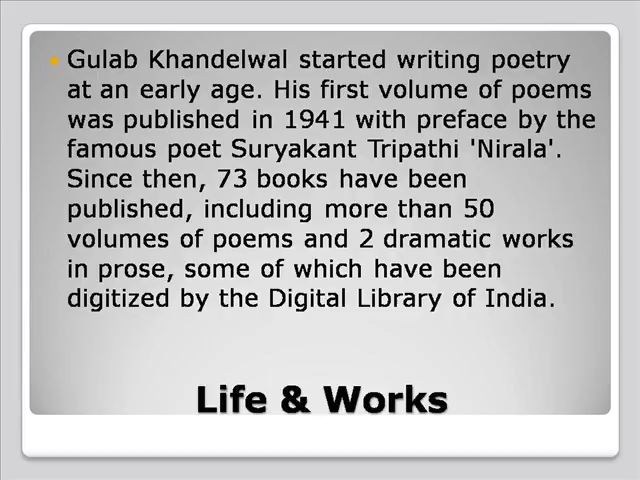 Gulab Khandelwal started writing poetry
at an early age. His first volume of poems
was published in 1941 with preface by the
famous poet Suryakant Tripathi 'Nirala'.
Since then, 73 books have been
published, including more than 50
volumes of poems and 2 dramatic works
in prose, some of which have been
digitized by the Digital Library of India.
Life & Works